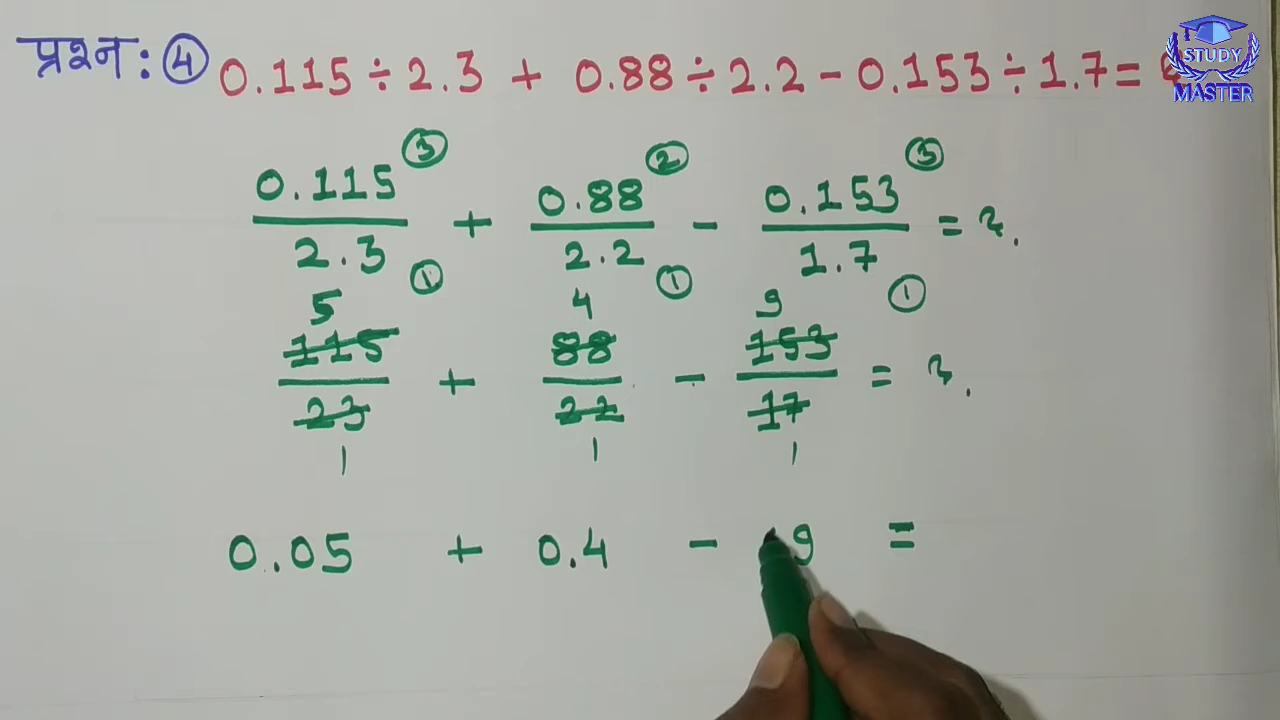 प्रश्न: ④ 0.115 ÷ 2.3 + 0.88 ÷ 2.2 - 0.153 ÷ 1.7 =
STUDY
MASTER
0.115 ③ + 0.88 ② - 0.153 ③ = ?
2.3 ① 2.2 ① 1.7 ①
5 4 9
115 + 88 - 153 = ?
23 22 17
1 1 1
0.05 + 0.4 - 9 =